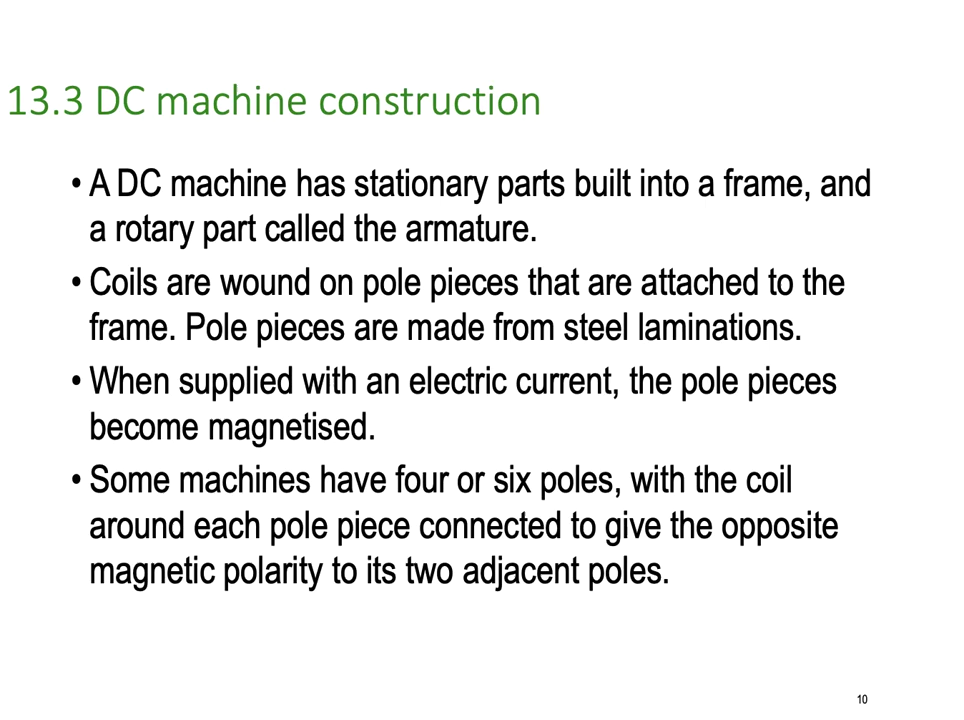 13.3 DC machine construction
• A DC machine has stationary parts built into a frame, and
a rotary part called the armature.
• Coils are wound on pole pieces that are attached to the
frame. Pole pieces are made from steel laminations.
• When supplied with an electric current, the pole pieces
become magnetised.
• Some machines have four or six poles, with the coil
around each pole piece connected to give the opposite
magnetic polarity to its two adjacent poles.
10